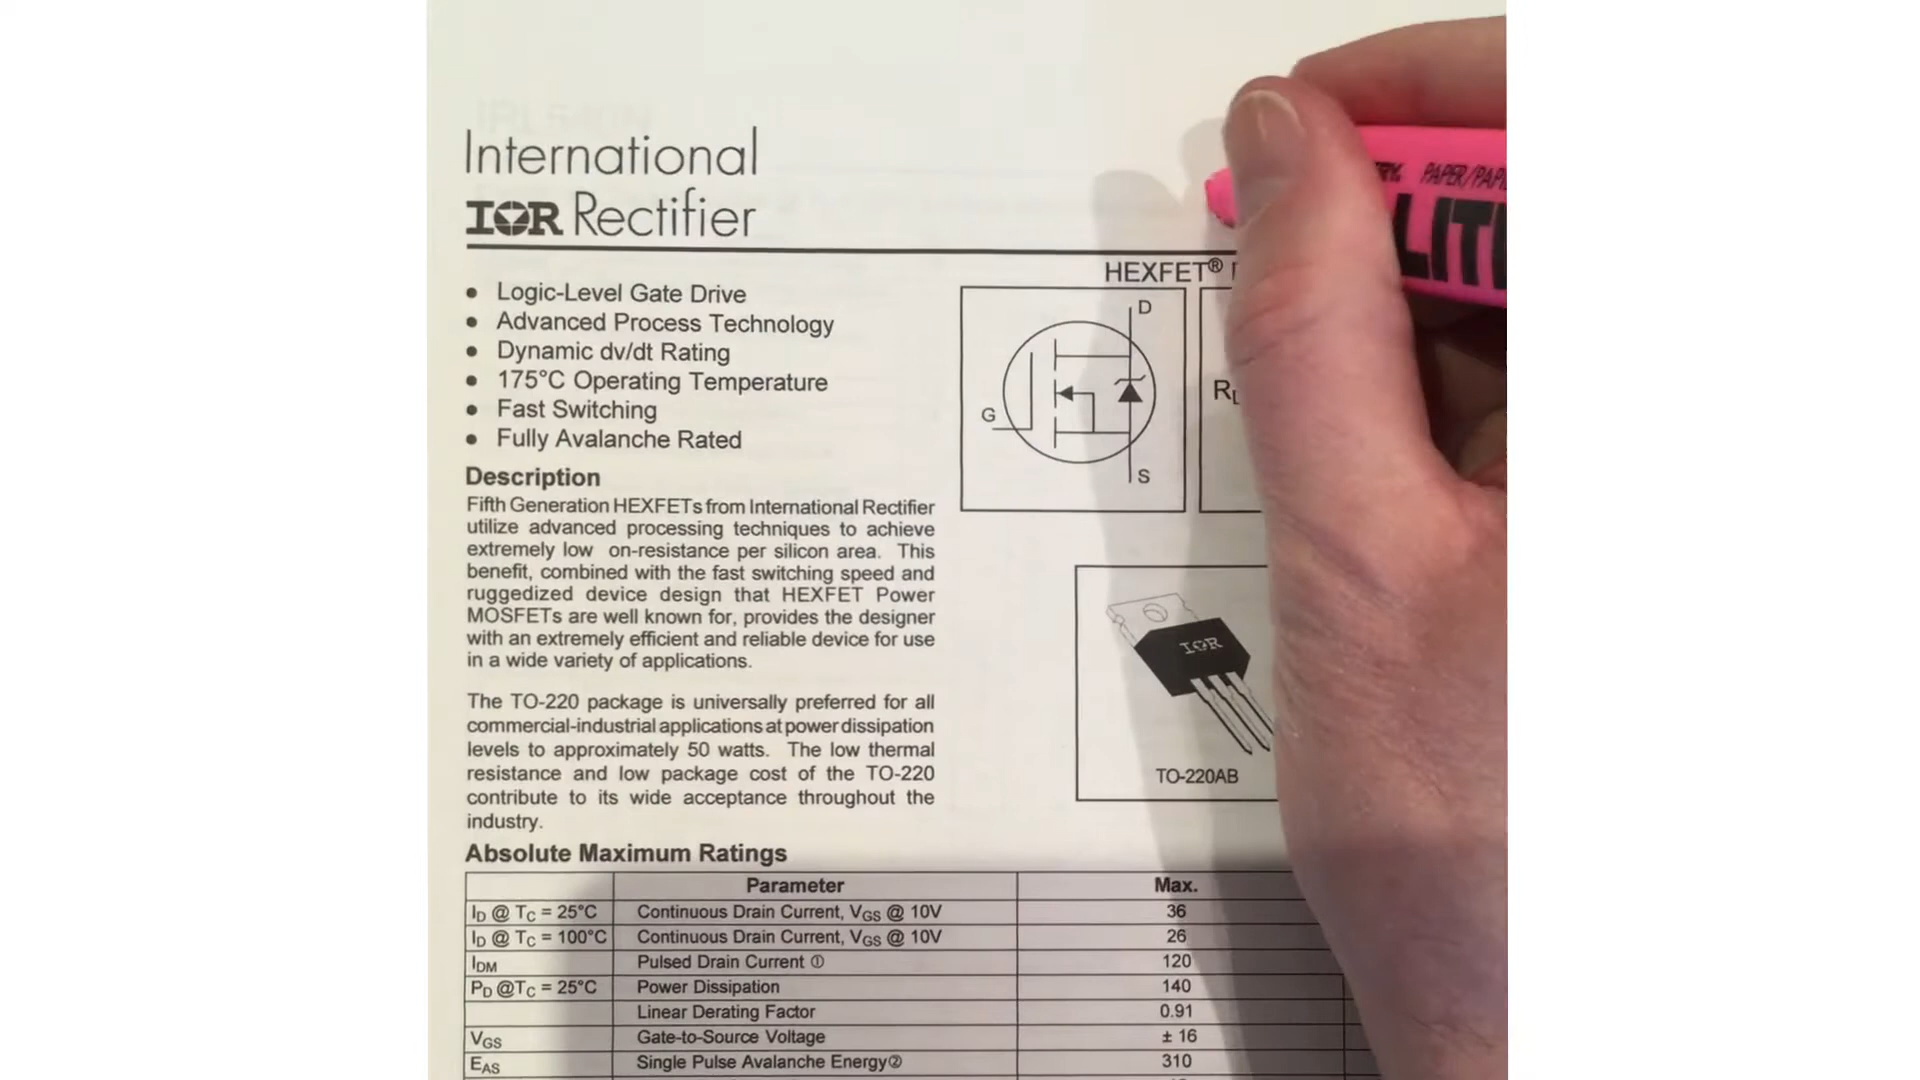 International
IOR Rectifier
HEXFET®
• Logic-Level Gate Drive
• Advanced Process Technology
• Dynamic dv/dt Rating
• 175°C Operating Temperature
• Fast Switching
• Fully Avalanche Rated
D
G
S
Description
Fifth Generation HEXFETs from International Rectifier
utilize advanced processing techniques to achieve
extremely low on-resistance per silicon area. This
benefit, combined with the fast switching speed and
ruggedized device design that HEXFET Power
MOSFETs are well known for, provides the designer
with an extremely efficient and reliable device for use
in a wide variety of applications.
The TO-220 package is universally preferred for all
commercial-industrial applications at power dissipation
levels to approximately 50 watts. The low thermal
resistance and low package cost of the TO-220
contribute to its wide acceptance throughout the
industry.
IOR
TO-220AB
Absolute Maximum Ratings
Parameter Max.
ID @ TC = 25°C Continuous Drain Current, VGS @ 10V 36
ID @ TC = 100°C Continuous Drain Current, VGS @ 10V 26
IDM Pulsed Drain Current ① 120
PD @TC = 25°C Power Dissipation 140
Linear Derating Factor 0.91
VGS Gate-to-Source Voltage ± 16
EAS Single Pulse Avalanche Energy② 310